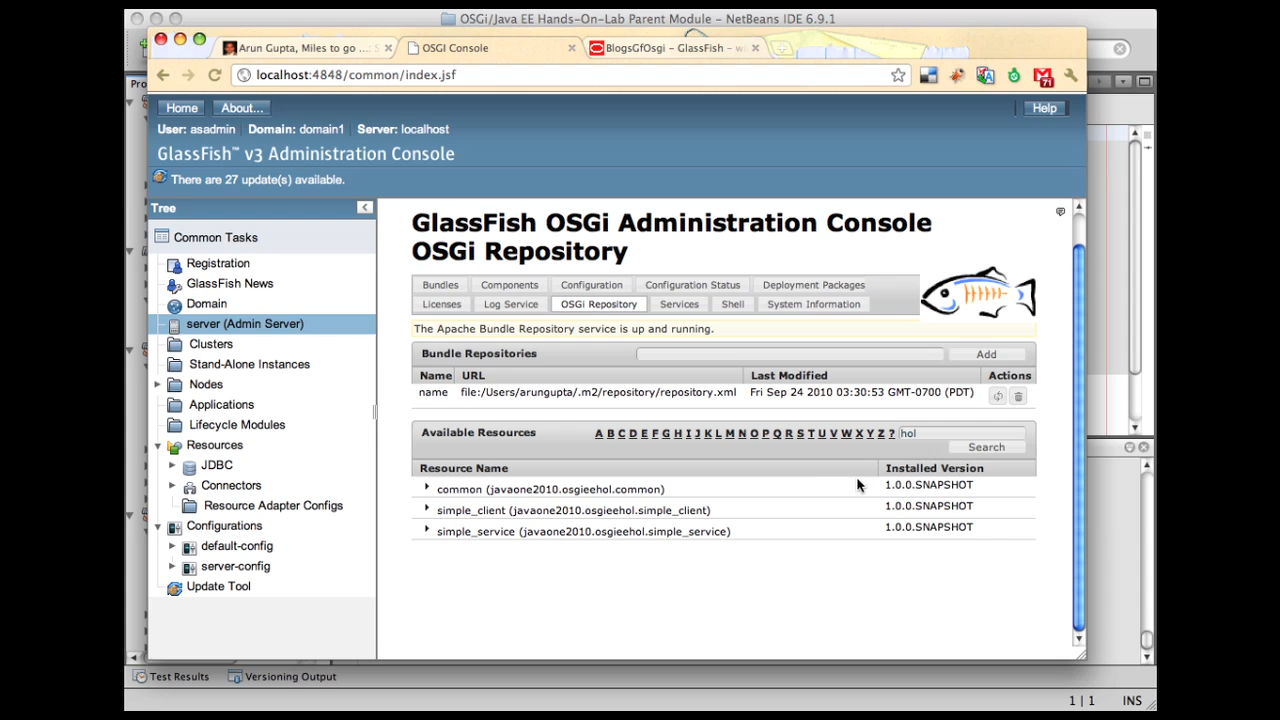 OSGi/Java EE Hands-On-Lab Parent Module - NetBeans IDE 6.9.1
Arun Gupta, Miles to go ...
OSGI Console
BlogsGfOsgi - GlassFish - w
localhost:4848/common/index.jsf
71
Pro
Home
About...
Help
User: asadmin Domain: domain1 Server: localhost
GlassFish™ v3 Administration Console
There are 27 update(s) available.
Tree
Common Tasks
Registration
GlassFish News
Domain
server (Admin Server)
Clusters
Stand-Alone Instances
Nodes
Applications
Lifecycle Modules
Resources
JDBC
Connectors
Resource Adapter Configs
Configurations
default-config
server-config
Update Tool
GlassFish OSGi Administration Console
OSGi Repository
Bundles Components Configuration Configuration Status Deployment Packages
Licenses Log Service OSGi Repository Services Shell System Information
The Apache Bundle Repository service is up and running.
Bundle Repositories Add
Name URL Last Modified Actions
name file:/Users/arungupta/.m2/repository/repository.xml Fri Sep 24 2010 03:30:53 GMT-0700 (PDT)
Available Resources A B C D E F G H I J K L M N O P Q R S T U V W X Y Z ? hol
Search
Resource Name Installed Version
common (javaone2010.osgieehol.common) 1.0.0.SNAPSHOT
simple_client (javaone2010.osgieehol.simple_client) 1.0.0.SNAPSHOT
simple_service (javaone2010.osgieehol.simple_service) 1.0.0.SNAPSHOT
Test Results Versioning Output
1 | 1 INS